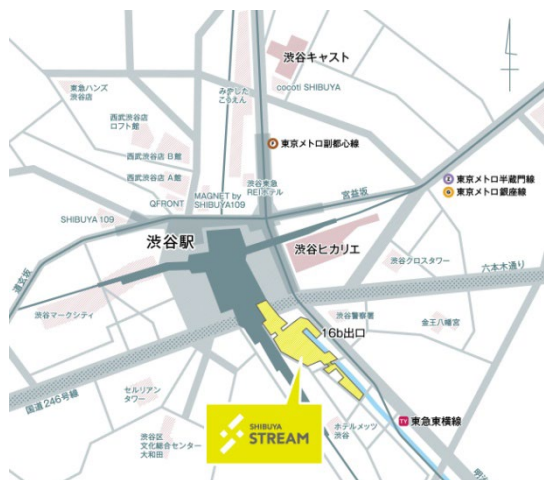 渋谷キャスト
東急ハンズ
渋谷店
みやした
こうえん
cocoti SHIBUYA
西武渋谷店
ロフト館
東京メトロ副都心線
西武渋谷店 B館
西武渋谷店 A館
東京メトロ半蔵門線
東京メトロ銀座線
MAGNET by
SHIBUYA109
渋谷東急
REIホテル
宮益坂
QFRONT
SHIBUYA 109
渋谷駅
渋谷ヒカリエ
渋谷クロスタワー
六本木通り
道玄坂
渋谷マークシティ
渋谷警察署
16b出口
金王八幡宮
国道246号線
セルリアン
タワー
SHIBUYA
STREAM
ホテルメッツ
渋谷
TY
東急東横線
渋谷区
文化総合センター
大和田